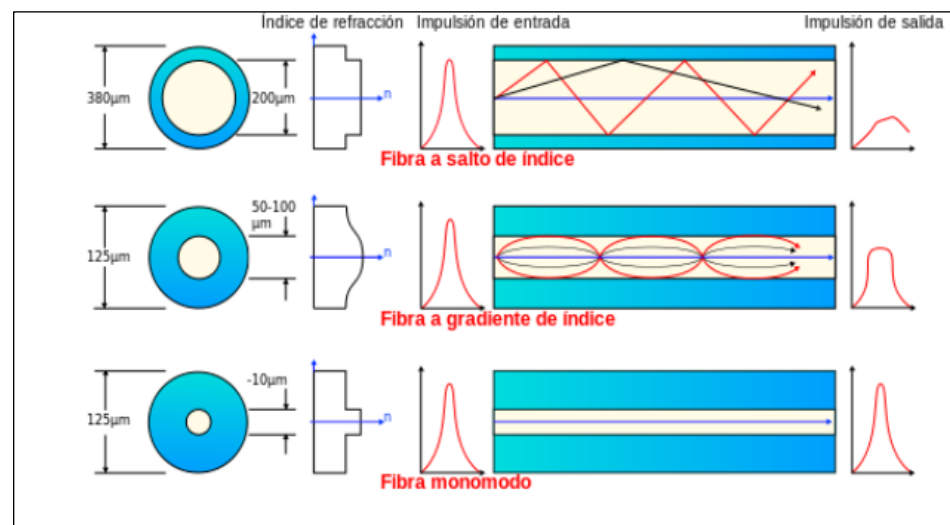 Índice de refracción
Impulsión de entrada
Impulsión de salida
380µm
200µm
n
Fibra a salto de índice
50-100
µm
125µm
n
Fibra a gradiente de índice
-10µm
125µm
n
Fibra monomodo